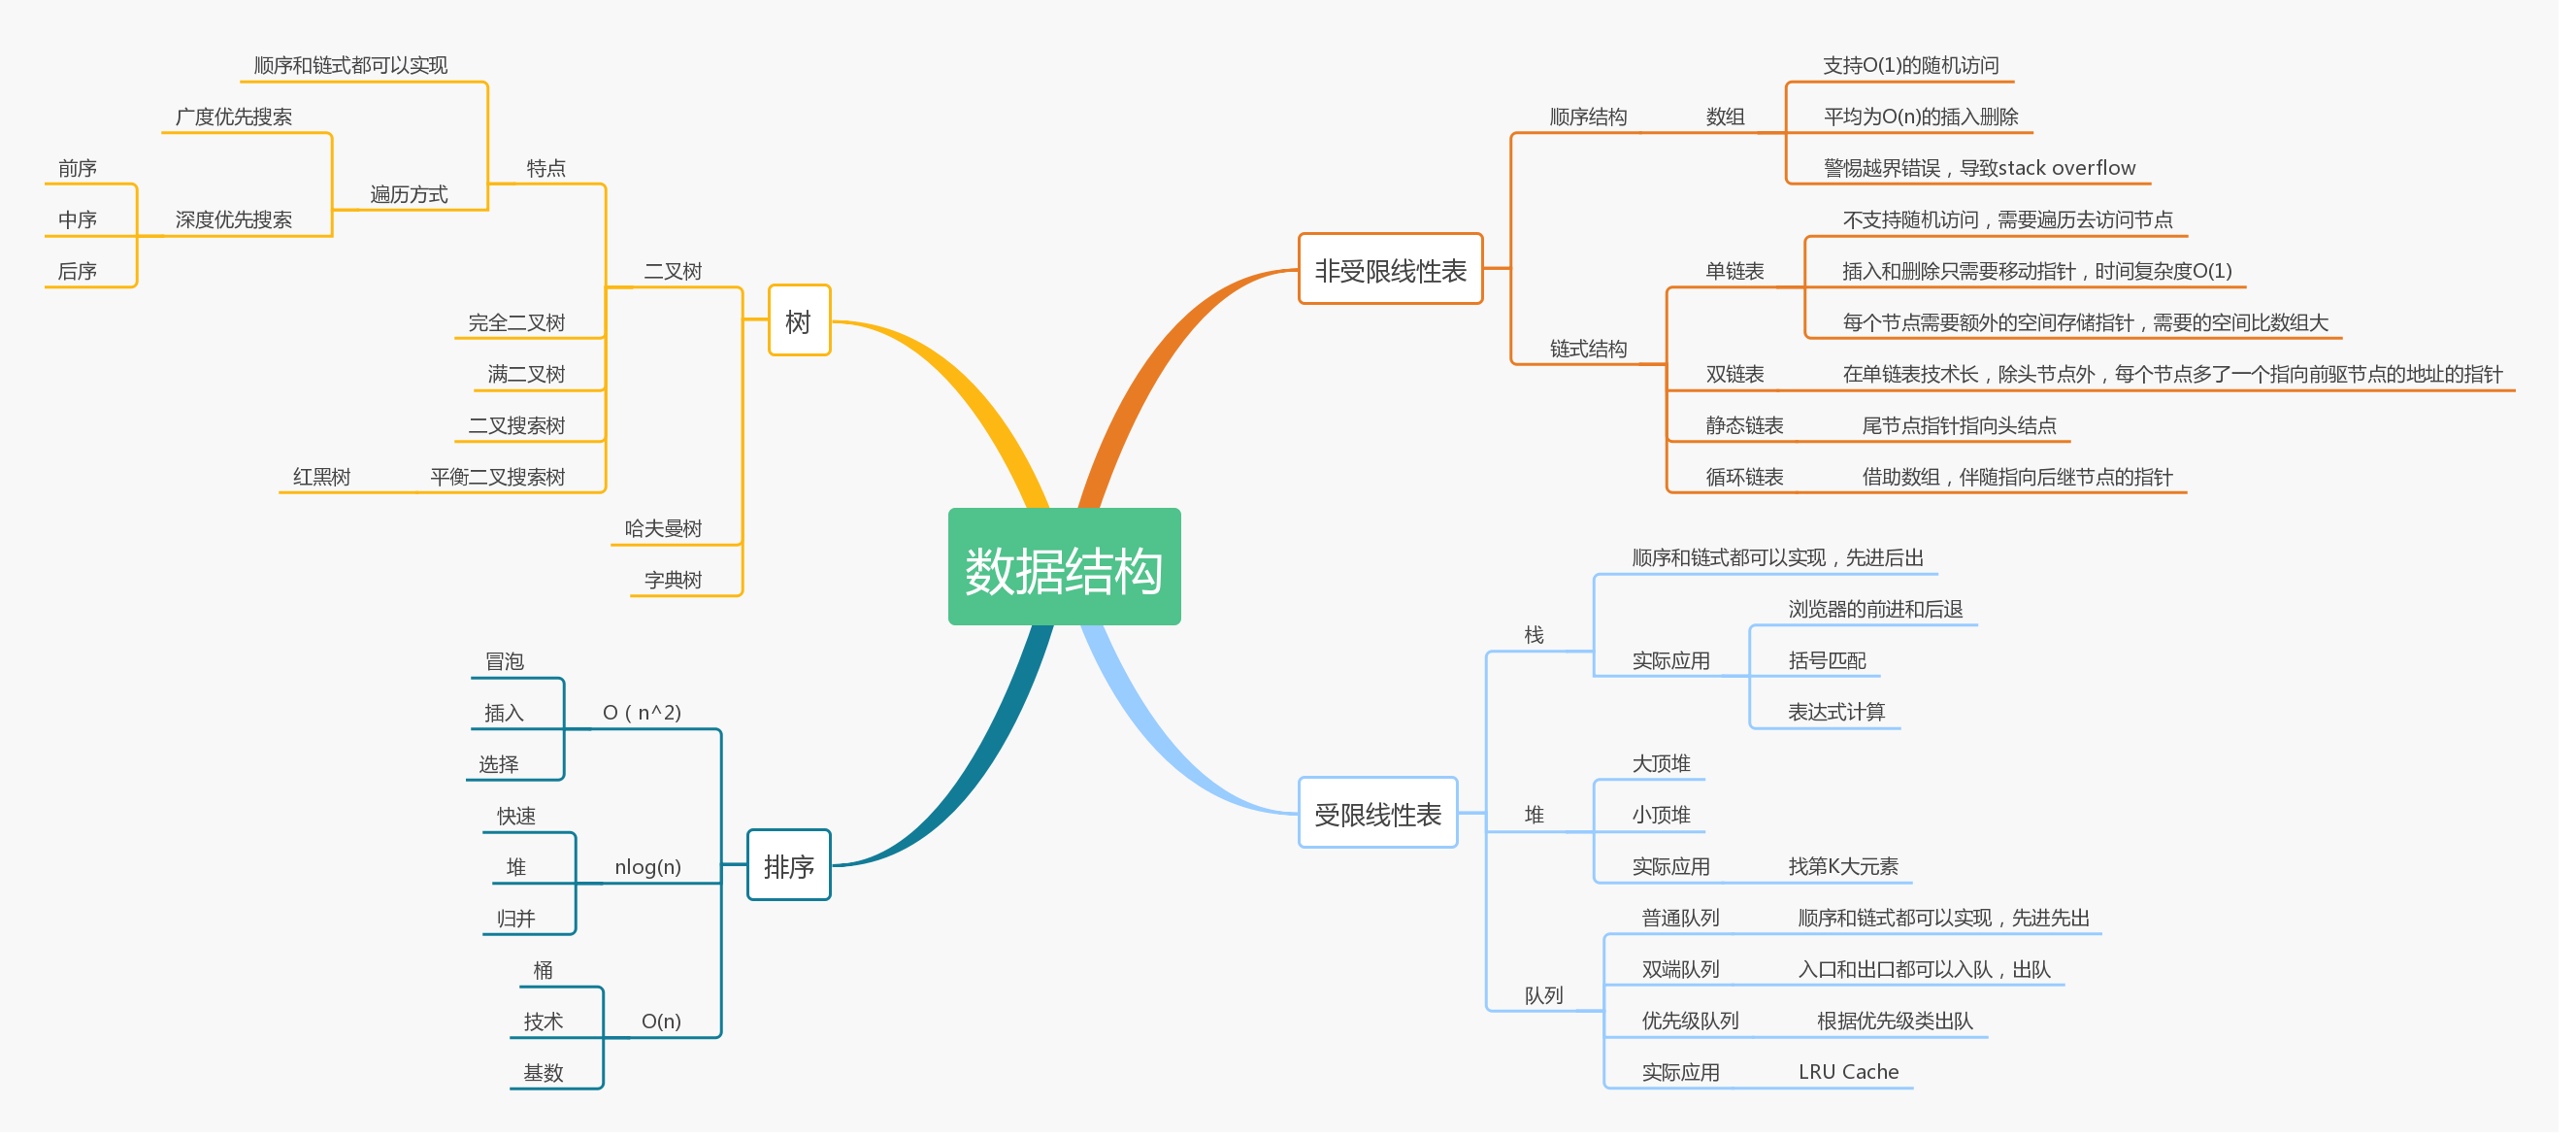 数据结构
非受限线性表
顺序结构
数组
支持O(1)的随机访问
平均为O(n)的插入删除
警惕越界错误，导致stack overflow
链式结构
单链表
不支持随机访问，需要遍历去访问节点
插入和删除只需要移动指针，时间复杂度O(1)
每个节点需要额外的空间存储指针，需要的空间比数组大
双链表
在单链表技术长，除头节点外，每个节点多了一个指向前驱节点的地址的指针
静态链表
尾节点指针指向头结点
循环链表
借助数组，伴随指向后继节点的指针
受限线性表
栈
顺序和链式都可以实现，先进后出
实际应用
浏览器的前进和后退
括号匹配
表达式计算
堆
大顶堆
小顶堆
实际应用
找第K大元素
队列
普通队列
顺序和链式都可以实现，先进先出
双端队列
入口和出口都可以入队，出队
优先级队列
根据优先级类出队
实际应用
LRU Cache
树
二叉树
特点
顺序和链式都可以实现
遍历方式
广度优先搜索
深度优先搜索
前序
中序
后序
完全二叉树
满二叉树
二叉搜索树
平衡二叉搜索树
红黑树
哈夫曼树
字典树
排序
O（n^2)
冒泡
插入
选择
nlog(n)
快速
堆
归并
O(n)
桶
技术
基数